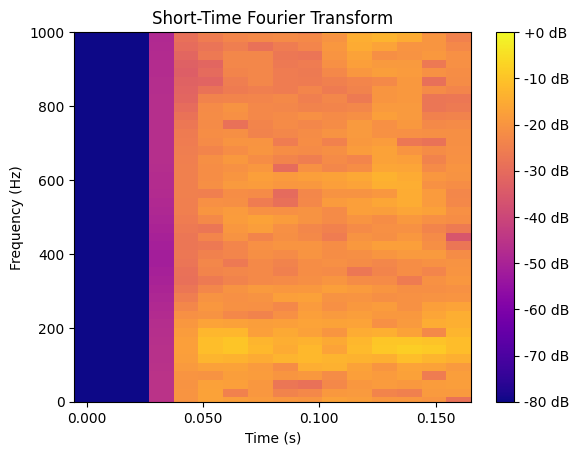 Short-Time Fourier Transform
1000
800
600
400
200
0
Frequency (Hz)
0.000
0.050
0.100
0.150
Time (s)
+0 dB
-10 dB
-20 dB
-30 dB
-40 dB
-50 dB
-60 dB
-70 dB
-80 dB